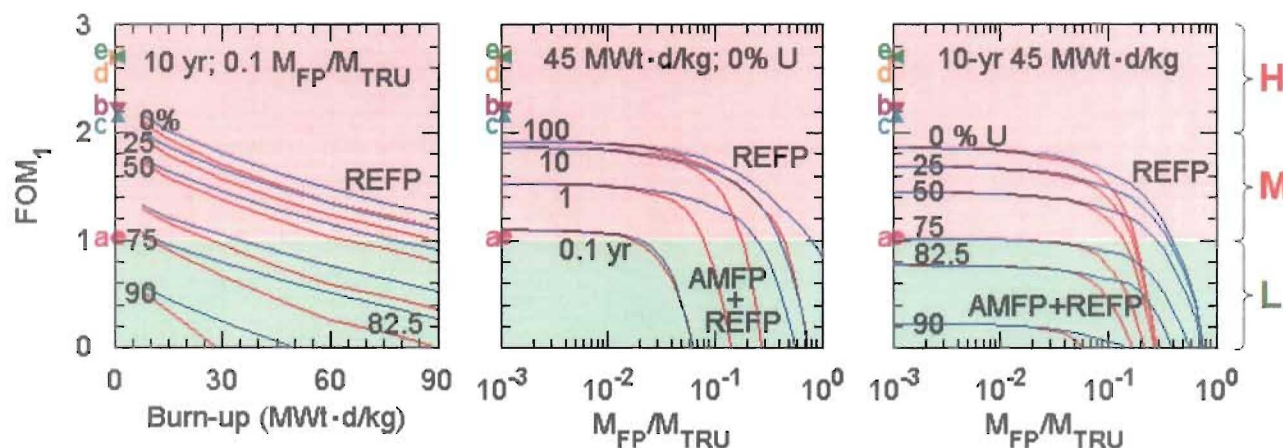 3
2
1
0
FOM1
e
d
b
c
a
10 yr; 0.1 MFP/MTRU
0%
25
50
75
90
82.5
REFP
0 30 60 90
Burn-up (MWt·d/kg)
e
d
b
c
a
45 MWt·d/kg; 0% U
100
10
1
0.1 yr
REFP
AMFP
+
REFP
10-3 10-2 10-1 100
MFP/MTRU
e
d
b
c
a
10-yr 45 MWt·d/kg
0 % U
25
50
75
82.5
90
REFP
AMFP+REFP
10-3 10-2 10-1 100
MFP/MTRU
H
M
L